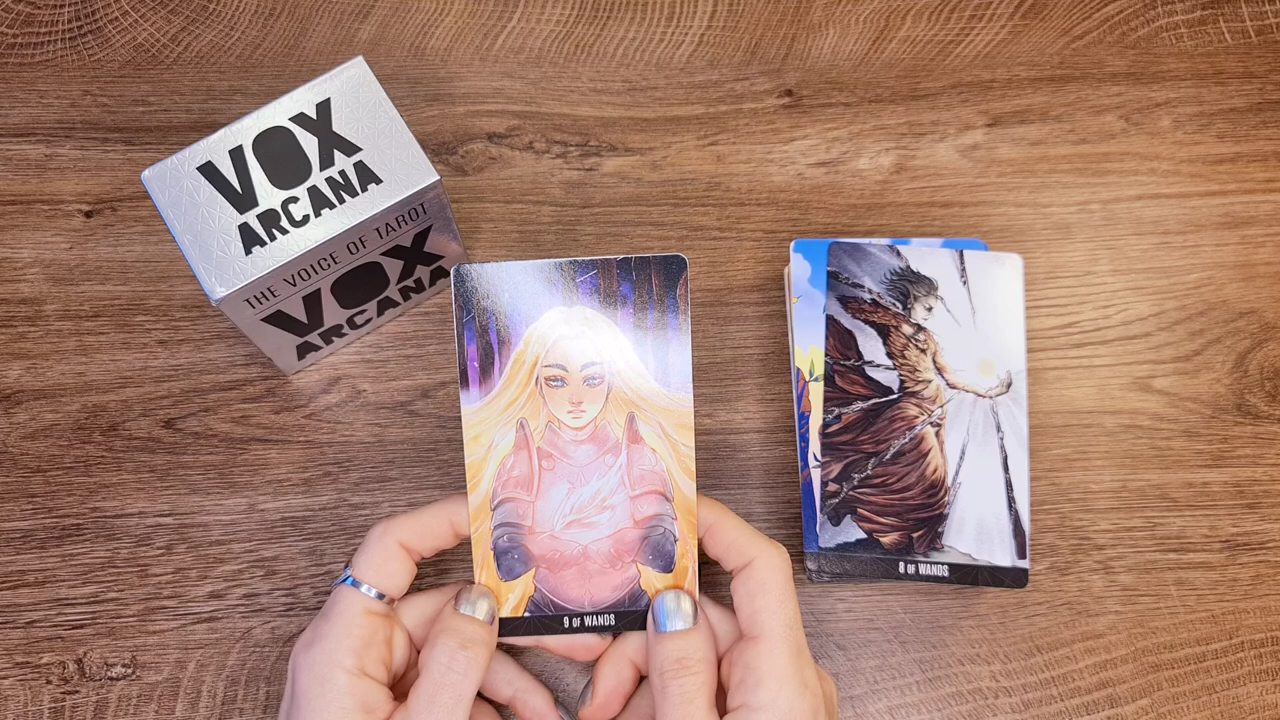 VOX
ARCANA
THE VOICE OF TAROT
VOX
ARCANA
9 OF WANDS
8 OF WANDS